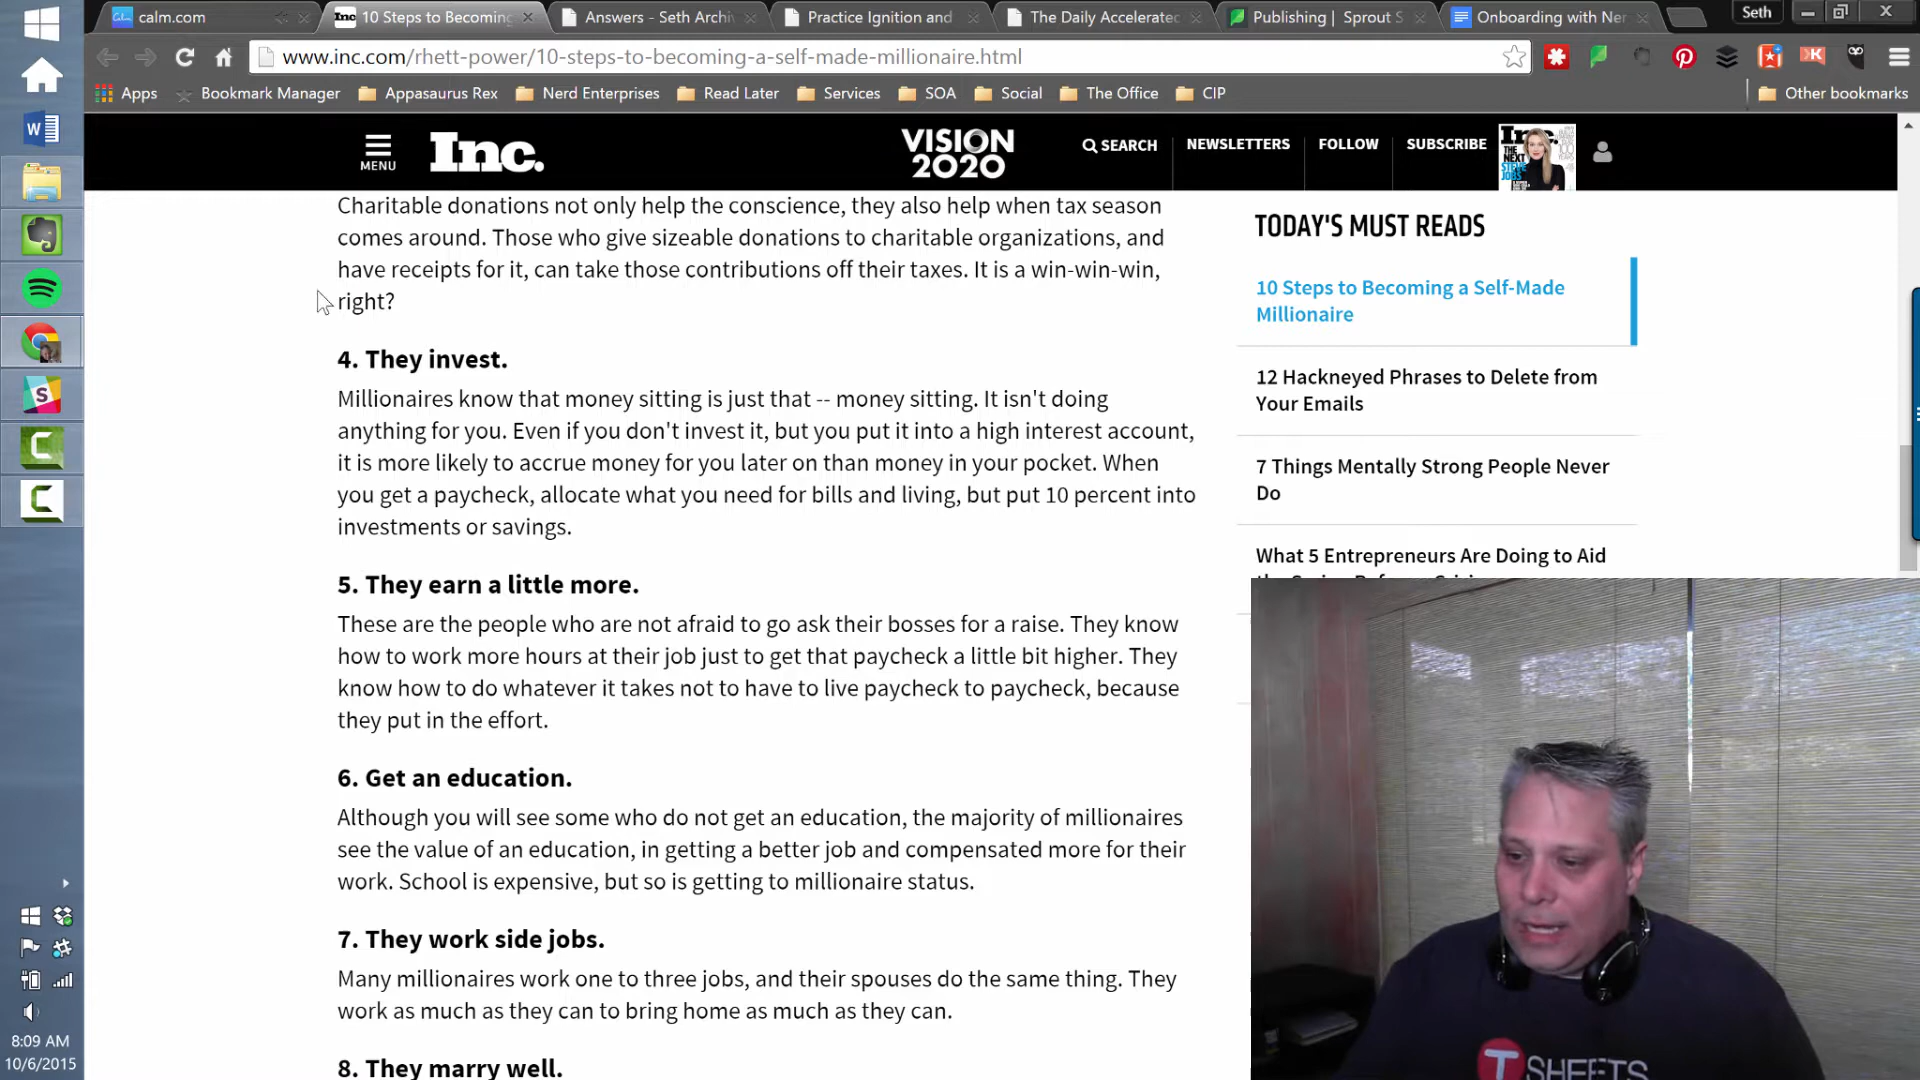 calm.com
10 Steps to Becoming
Answers - Seth Archiv
Practice Ignition and
The Daily Accelerated
Publishing | Sprout S
Onboarding with Ner
Seth
www.inc.com/rhett-power/10-steps-to-becoming-a-self-made-millionaire.html
Apps
Bookmark Manager
Appasaurus Rex
Nerd Enterprises
Read Later
Services
SOA
Social
The Office
CIP
Other bookmarks
MENU
Inc.
VISION
2020
SEARCH
NEWSLETTERS
FOLLOW
SUBSCRIBE
Inc.
THE
NEXT
STEVE
JOBS
Charitable donations not only help the conscience, they also help when tax season
comes around. Those who give sizeable donations to charitable organizations, and
have receipts for it, can take those contributions off their taxes. It is a win-win-win,
right?
4. They invest.
Millionaires know that money sitting is just that -- money sitting. It isn't doing
anything for you. Even if you don't invest it, but you put it into a high interest account,
it is more likely to accrue money for you later on than money in your pocket. When
you get a paycheck, allocate what you need for bills and living, but put 10 percent into
investments or savings.
5. They earn a little more.
These are the people who are not afraid to go ask their bosses for a raise. They know
how to work more hours at their job just to get that paycheck a little bit higher. They
know how to do whatever it takes not to have to live paycheck to paycheck, because
they put in the effort.
6. Get an education.
Although you will see some who do not get an education, the majority of millionaires
see the value of an education, in getting a better job and compensated more for their
work. School is expensive, but so is getting to millionaire status.
7. They work side jobs.
Many millionaires work one to three jobs, and their spouses do the same thing. They
work as much as they can to bring home as much as they can.
8. They marry well.
TODAY'S MUST READS
10 Steps to Becoming a Self-Made
Millionaire
12 Hackneyed Phrases to Delete from
Your Emails
7 Things Mentally Strong People Never
Do
What 5 Entrepreneurs Are Doing to Aid
T SHEETS
8:09 AM
10/6/2015